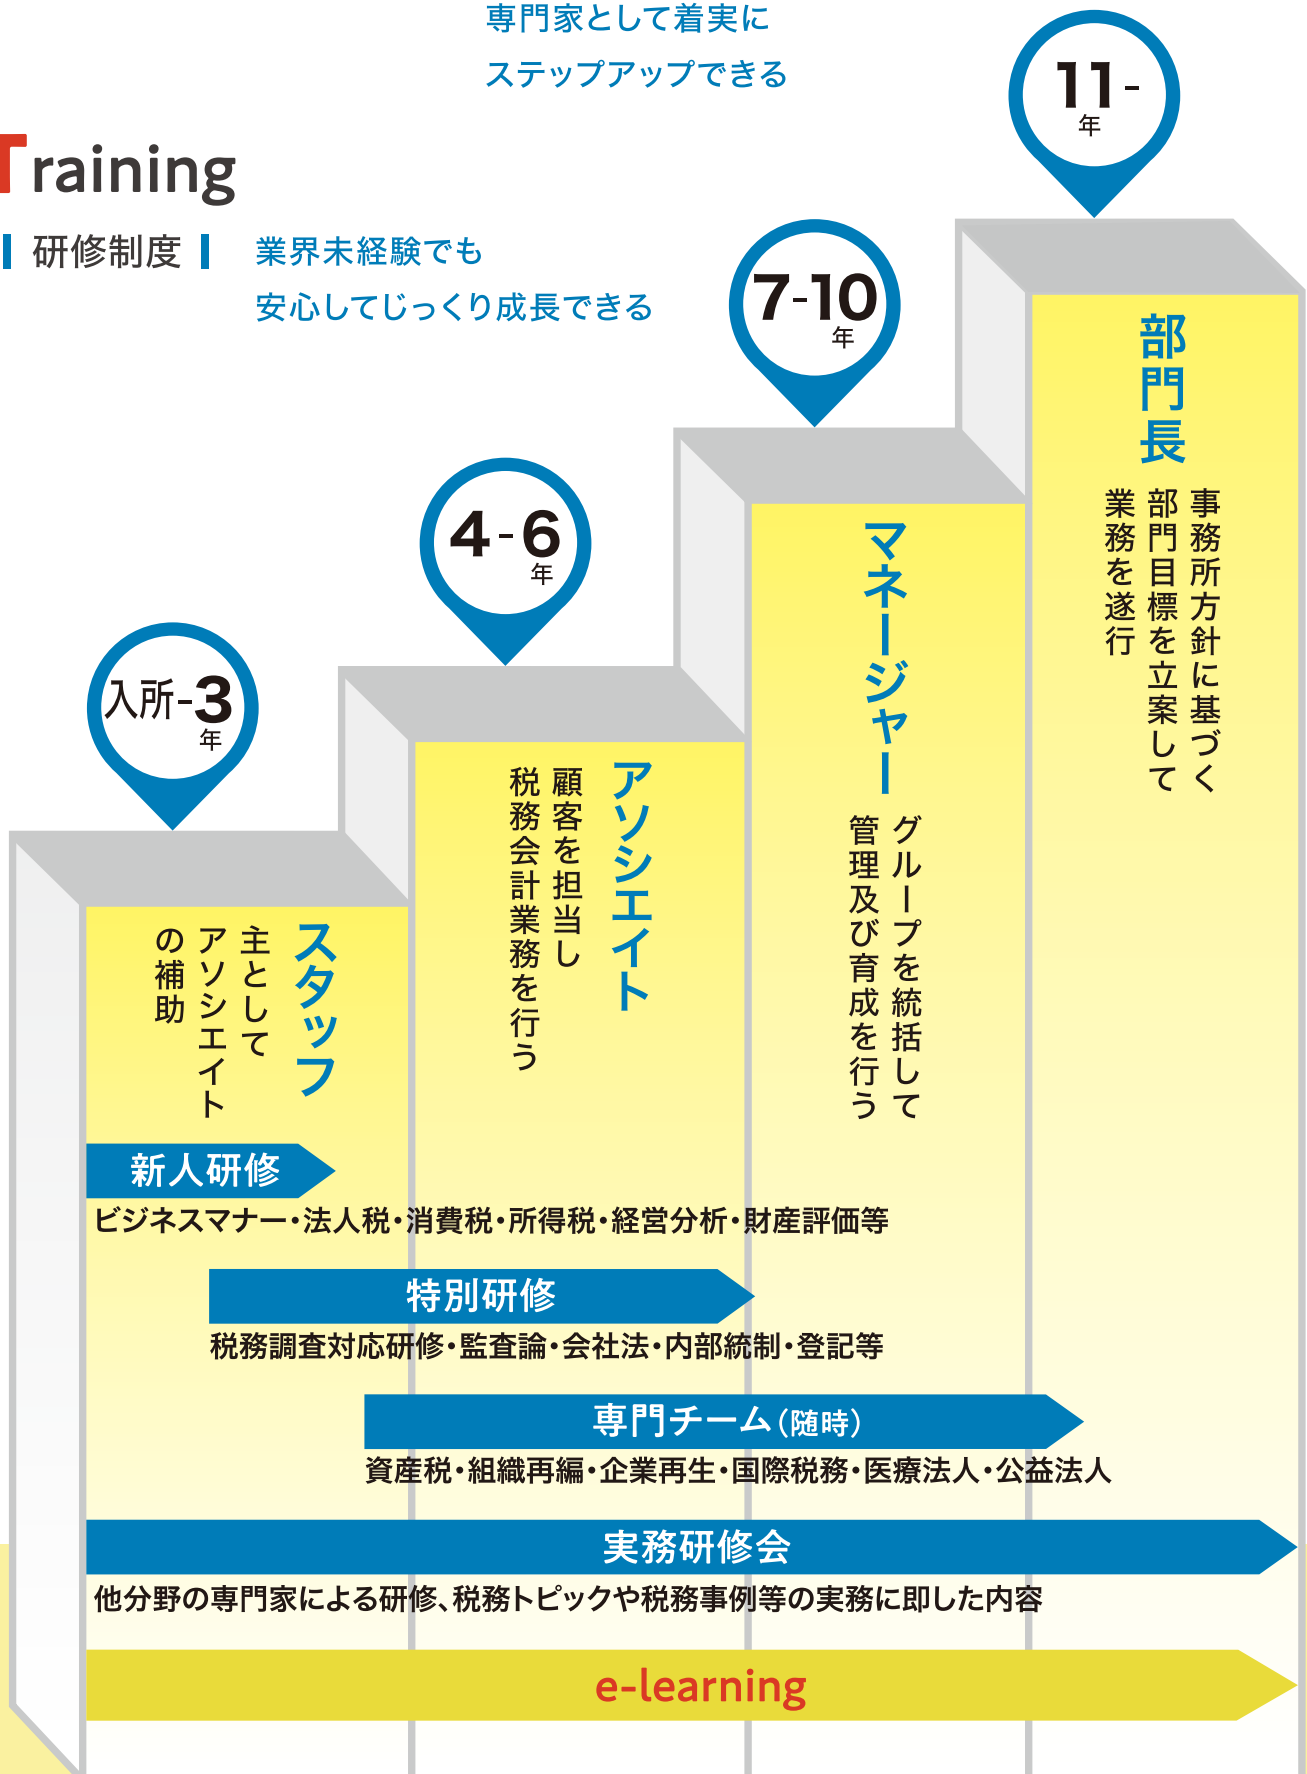 専門家として着実に
ステップアップできる
Training
研修制度
業界未経験でも
安心してじっくり成長できる
11-
年
部門長
事務所方針に基づく
部門目標を立案して
業務を遂行
7-10
年
マネージャー
グループを統括して
管理及び育成を行う
4-6
年
アソシエイト
顧客を担当し
税務会計業務を行う
入所-3
年
スタッフ
主として
アソシエイト
の補助
新人研修
ビジネスマナー・法人税・消費税・所得税・経営分析・財産評価等
特別研修
税務調査対応研修・監査論・会社法・内部統制・登記等
専門チーム(随時)
資産税・組織再編・企業再生・国際税務・医療法人・公益法人
実務研修会
他分野の専門家による研修、税務トピックや税務事例等の実務に即した内容
e-learning